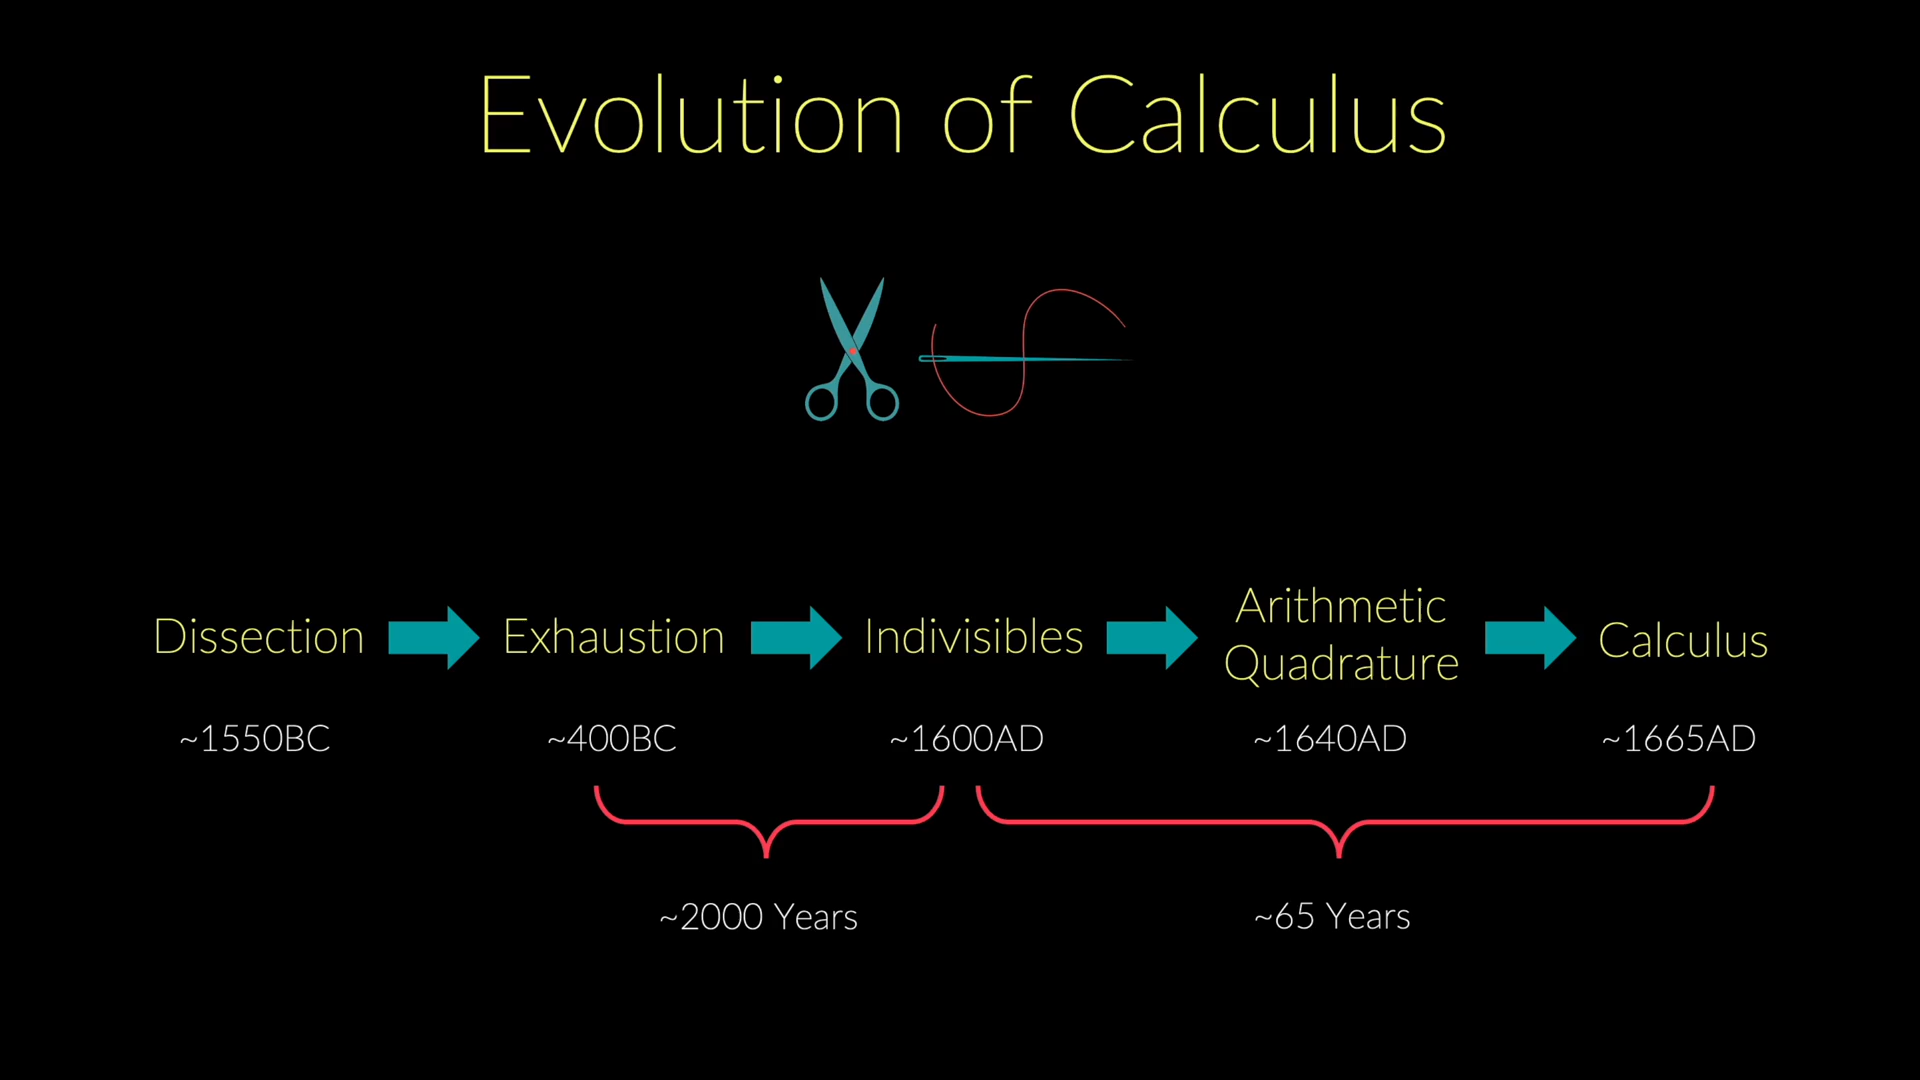 Evolution of Calculus
Dissection
Exhaustion
Indivisibles
Arithmetic
Quadrature
Calculus
~1550BC
~400BC
~1600AD
~1640AD
~1665AD
~2000 Years
~65 Years